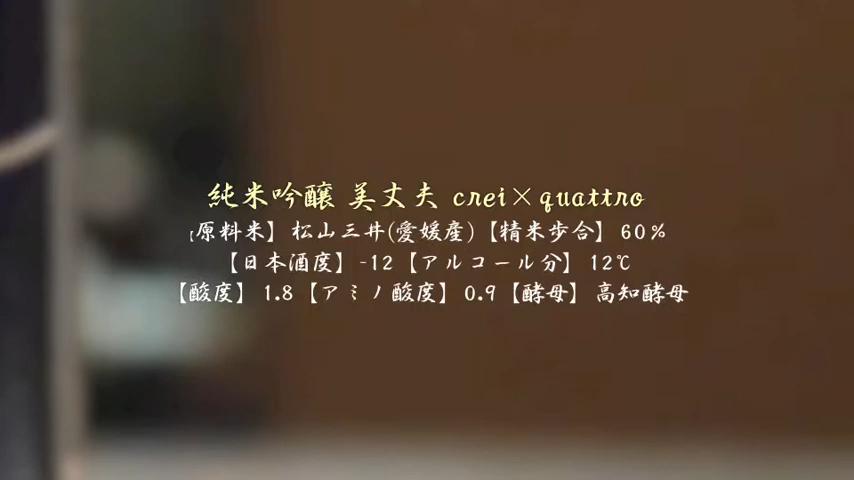 純米吟醸 美丈夫 crei×quattro
【原料米】松山三井(愛媛産)【精米歩合】60%
【日本酒度】-12【アルコール分】12℃
【酸度】1.8【アミノ酸度】0.9【酵母】高知酵母